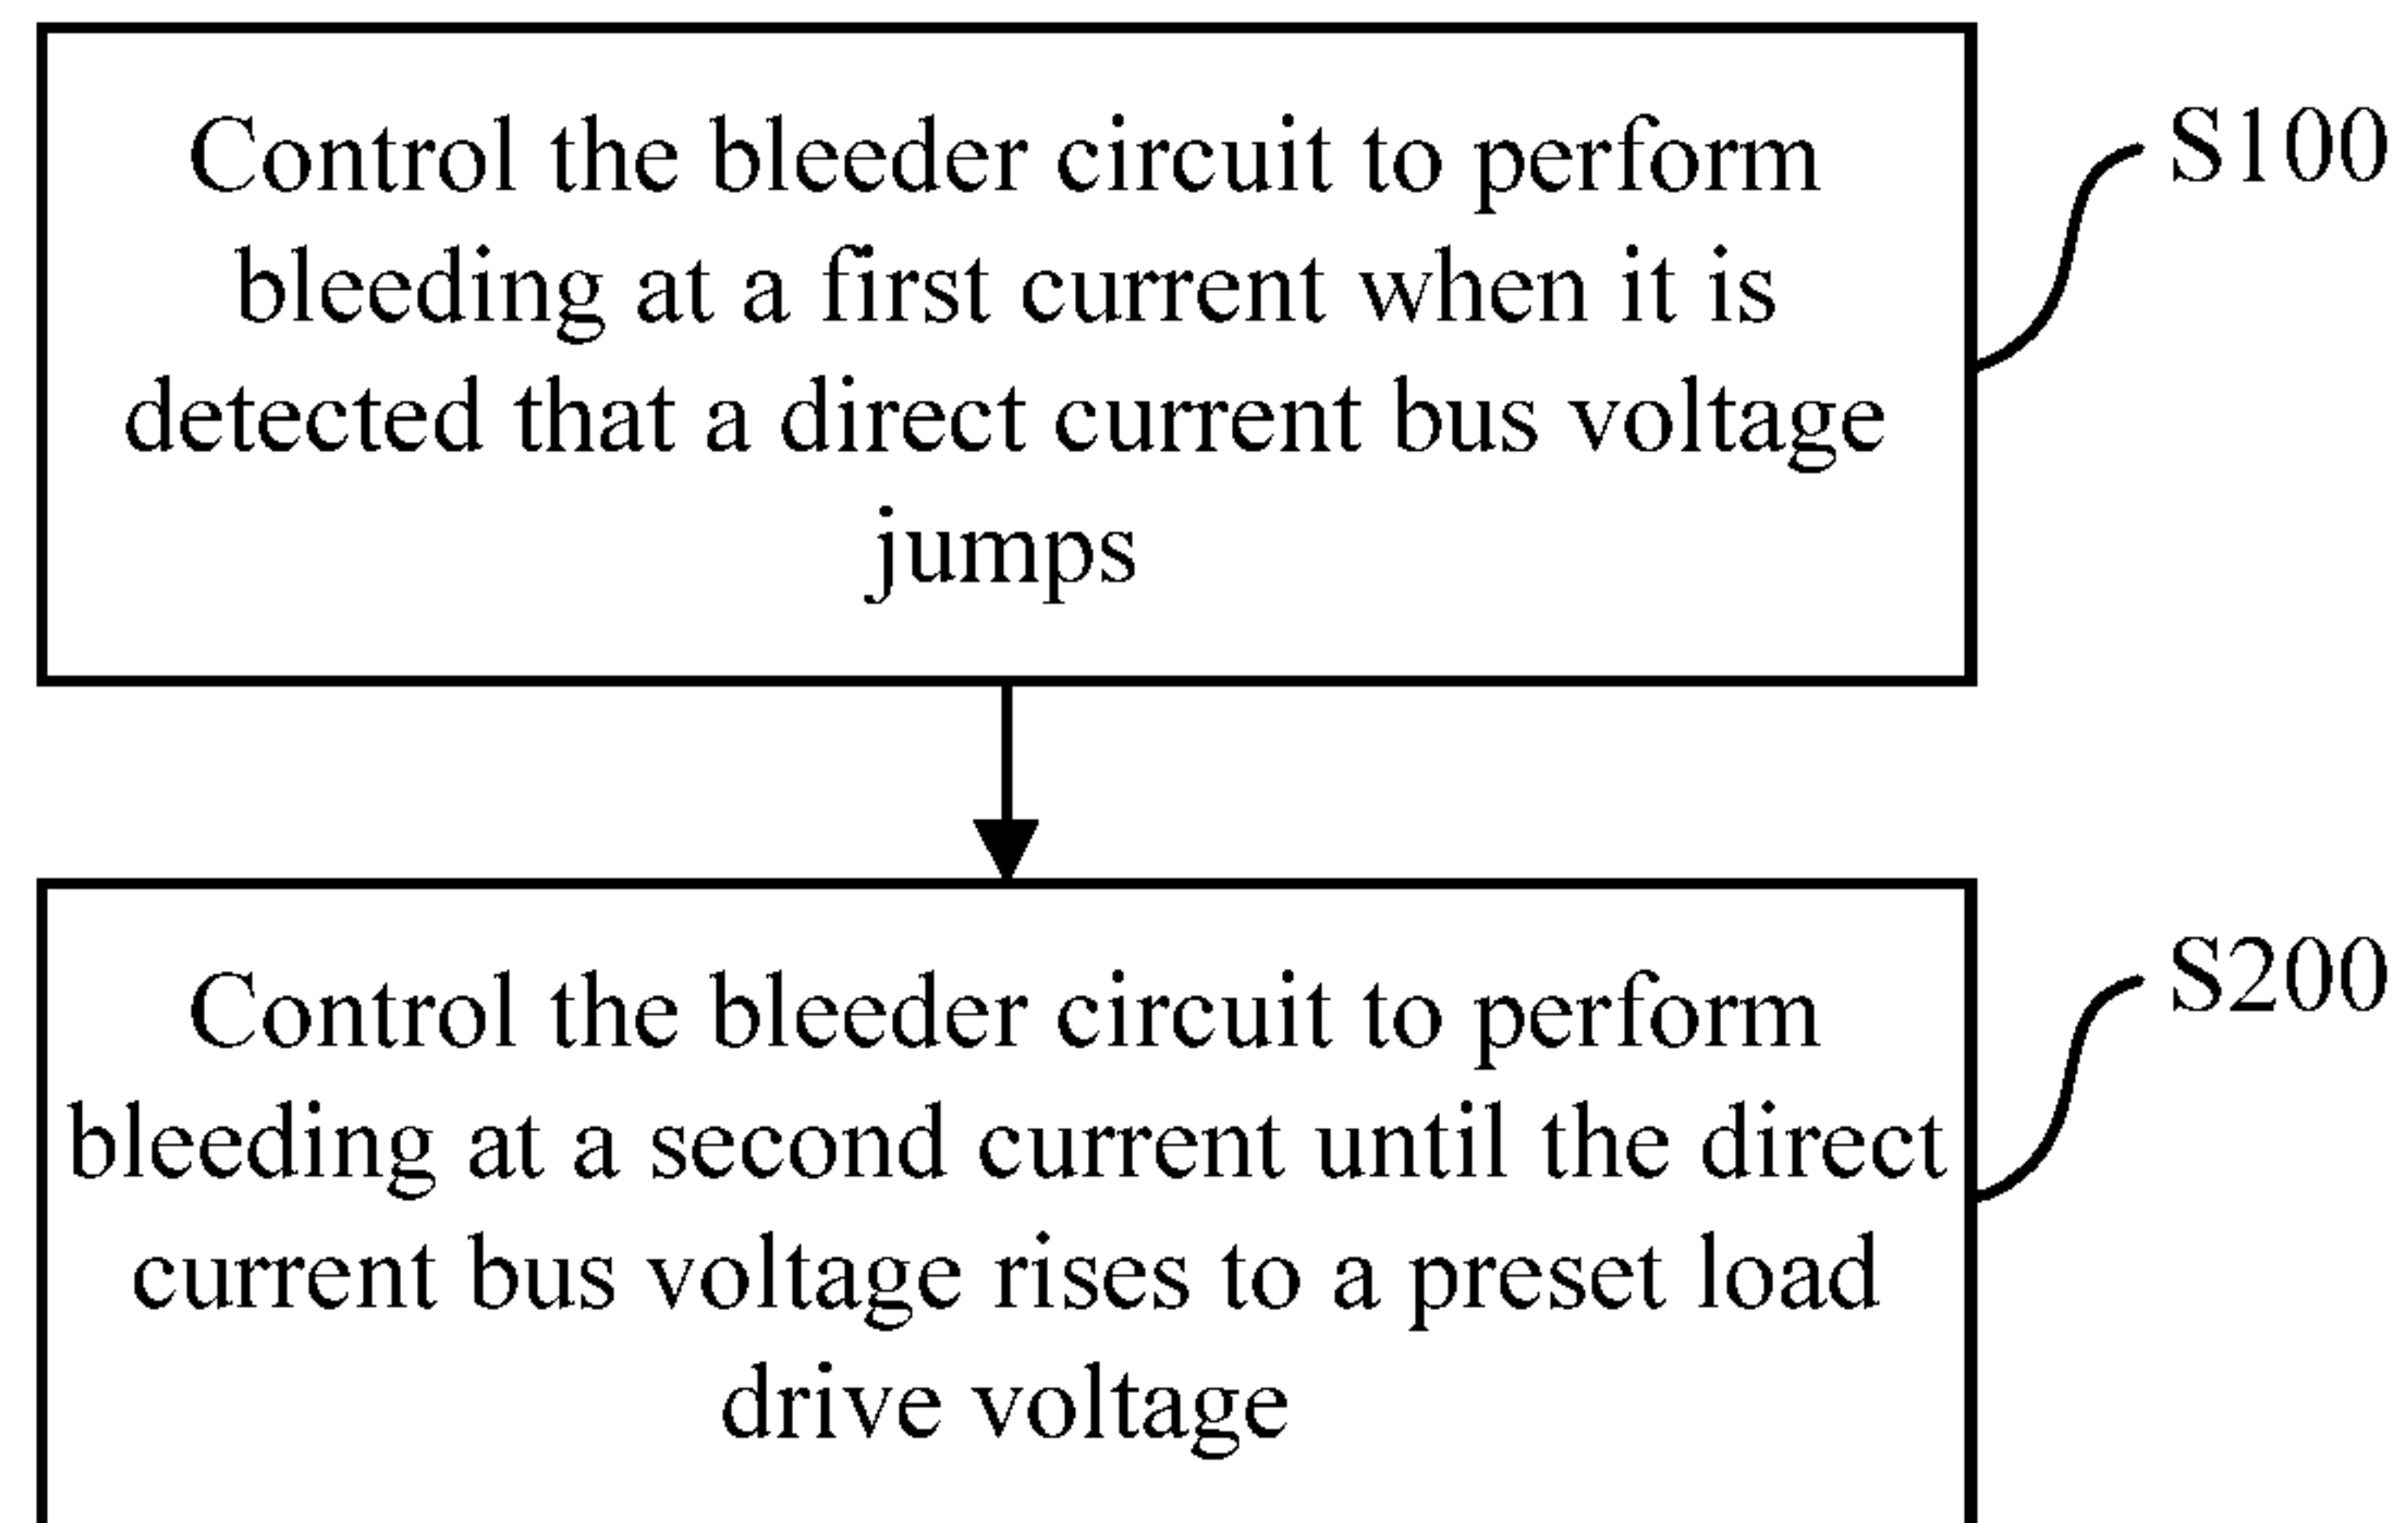 Control the bleeder circuit to perform
bleeding at a first current when it is
detected that a direct current bus voltage
jumps
S100
Control the bleeder circuit to perform
bleeding at a second current until the direct
current bus voltage rises to a preset load
drive voltage
S200